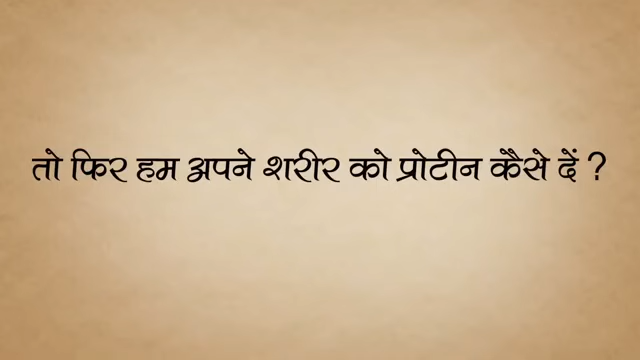 तो फिर हम अपने शरीर को प्रोटीन कैसे दें ?